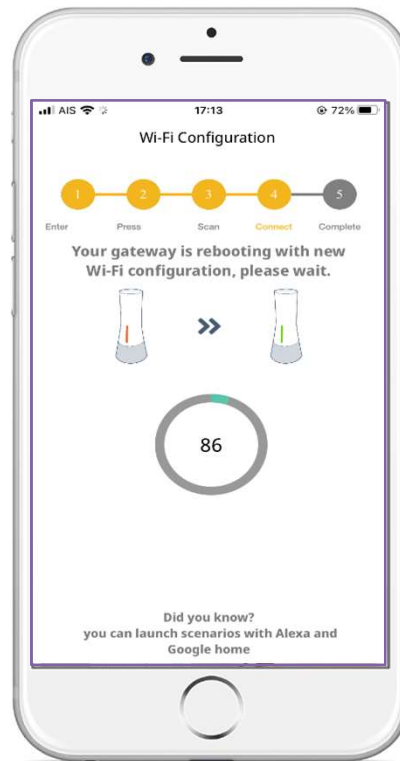 AIS 17:13 72%
Wi-Fi Configuration
1 2 3 4 5
Enter Press Scan Connect Complete
Your gateway is rebooting with new
Wi-Fi configuration, please wait.
86
Did you know?
you can launch scenarios with Alexa and
Google home